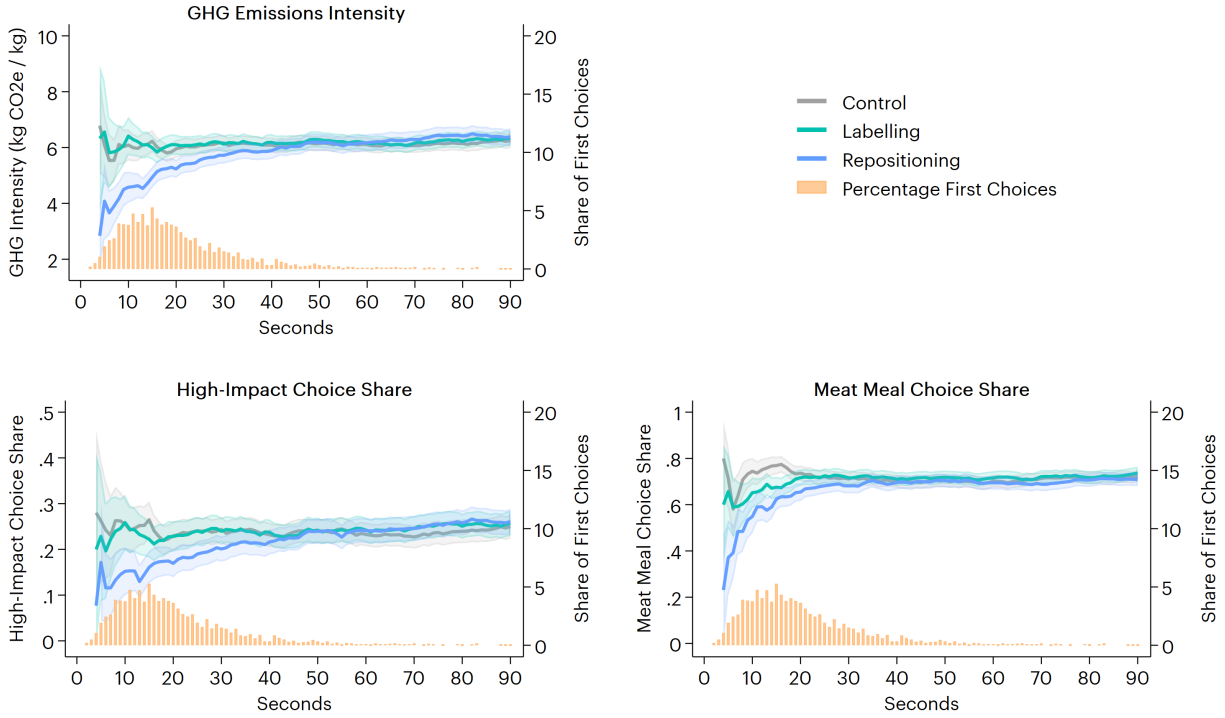 GHG Emissions Intensity
GHG Intensity (kg CO2e / kg)
10
8
6
4
2
20
15
10
5
0
Share of First Choices
0 10 20 30 40 50 60 70 80 90
Seconds
Control
Labelling
Repositioning
Percentage First Choices
High-Impact Choice Share
High-Impact Choice Share
.5
.4
.3
.2
.1
0
20
15
10
5
0
Share of First Choices
0 10 20 30 40 50 60 70 80 90
Seconds
Meat Meal Choice Share
Meat Meal Choice Share
1
.8
.6
.4
.2
0
20
15
10
5
0
Share of First Choices
0 10 20 30 40 50 60 70 80 90
Seconds